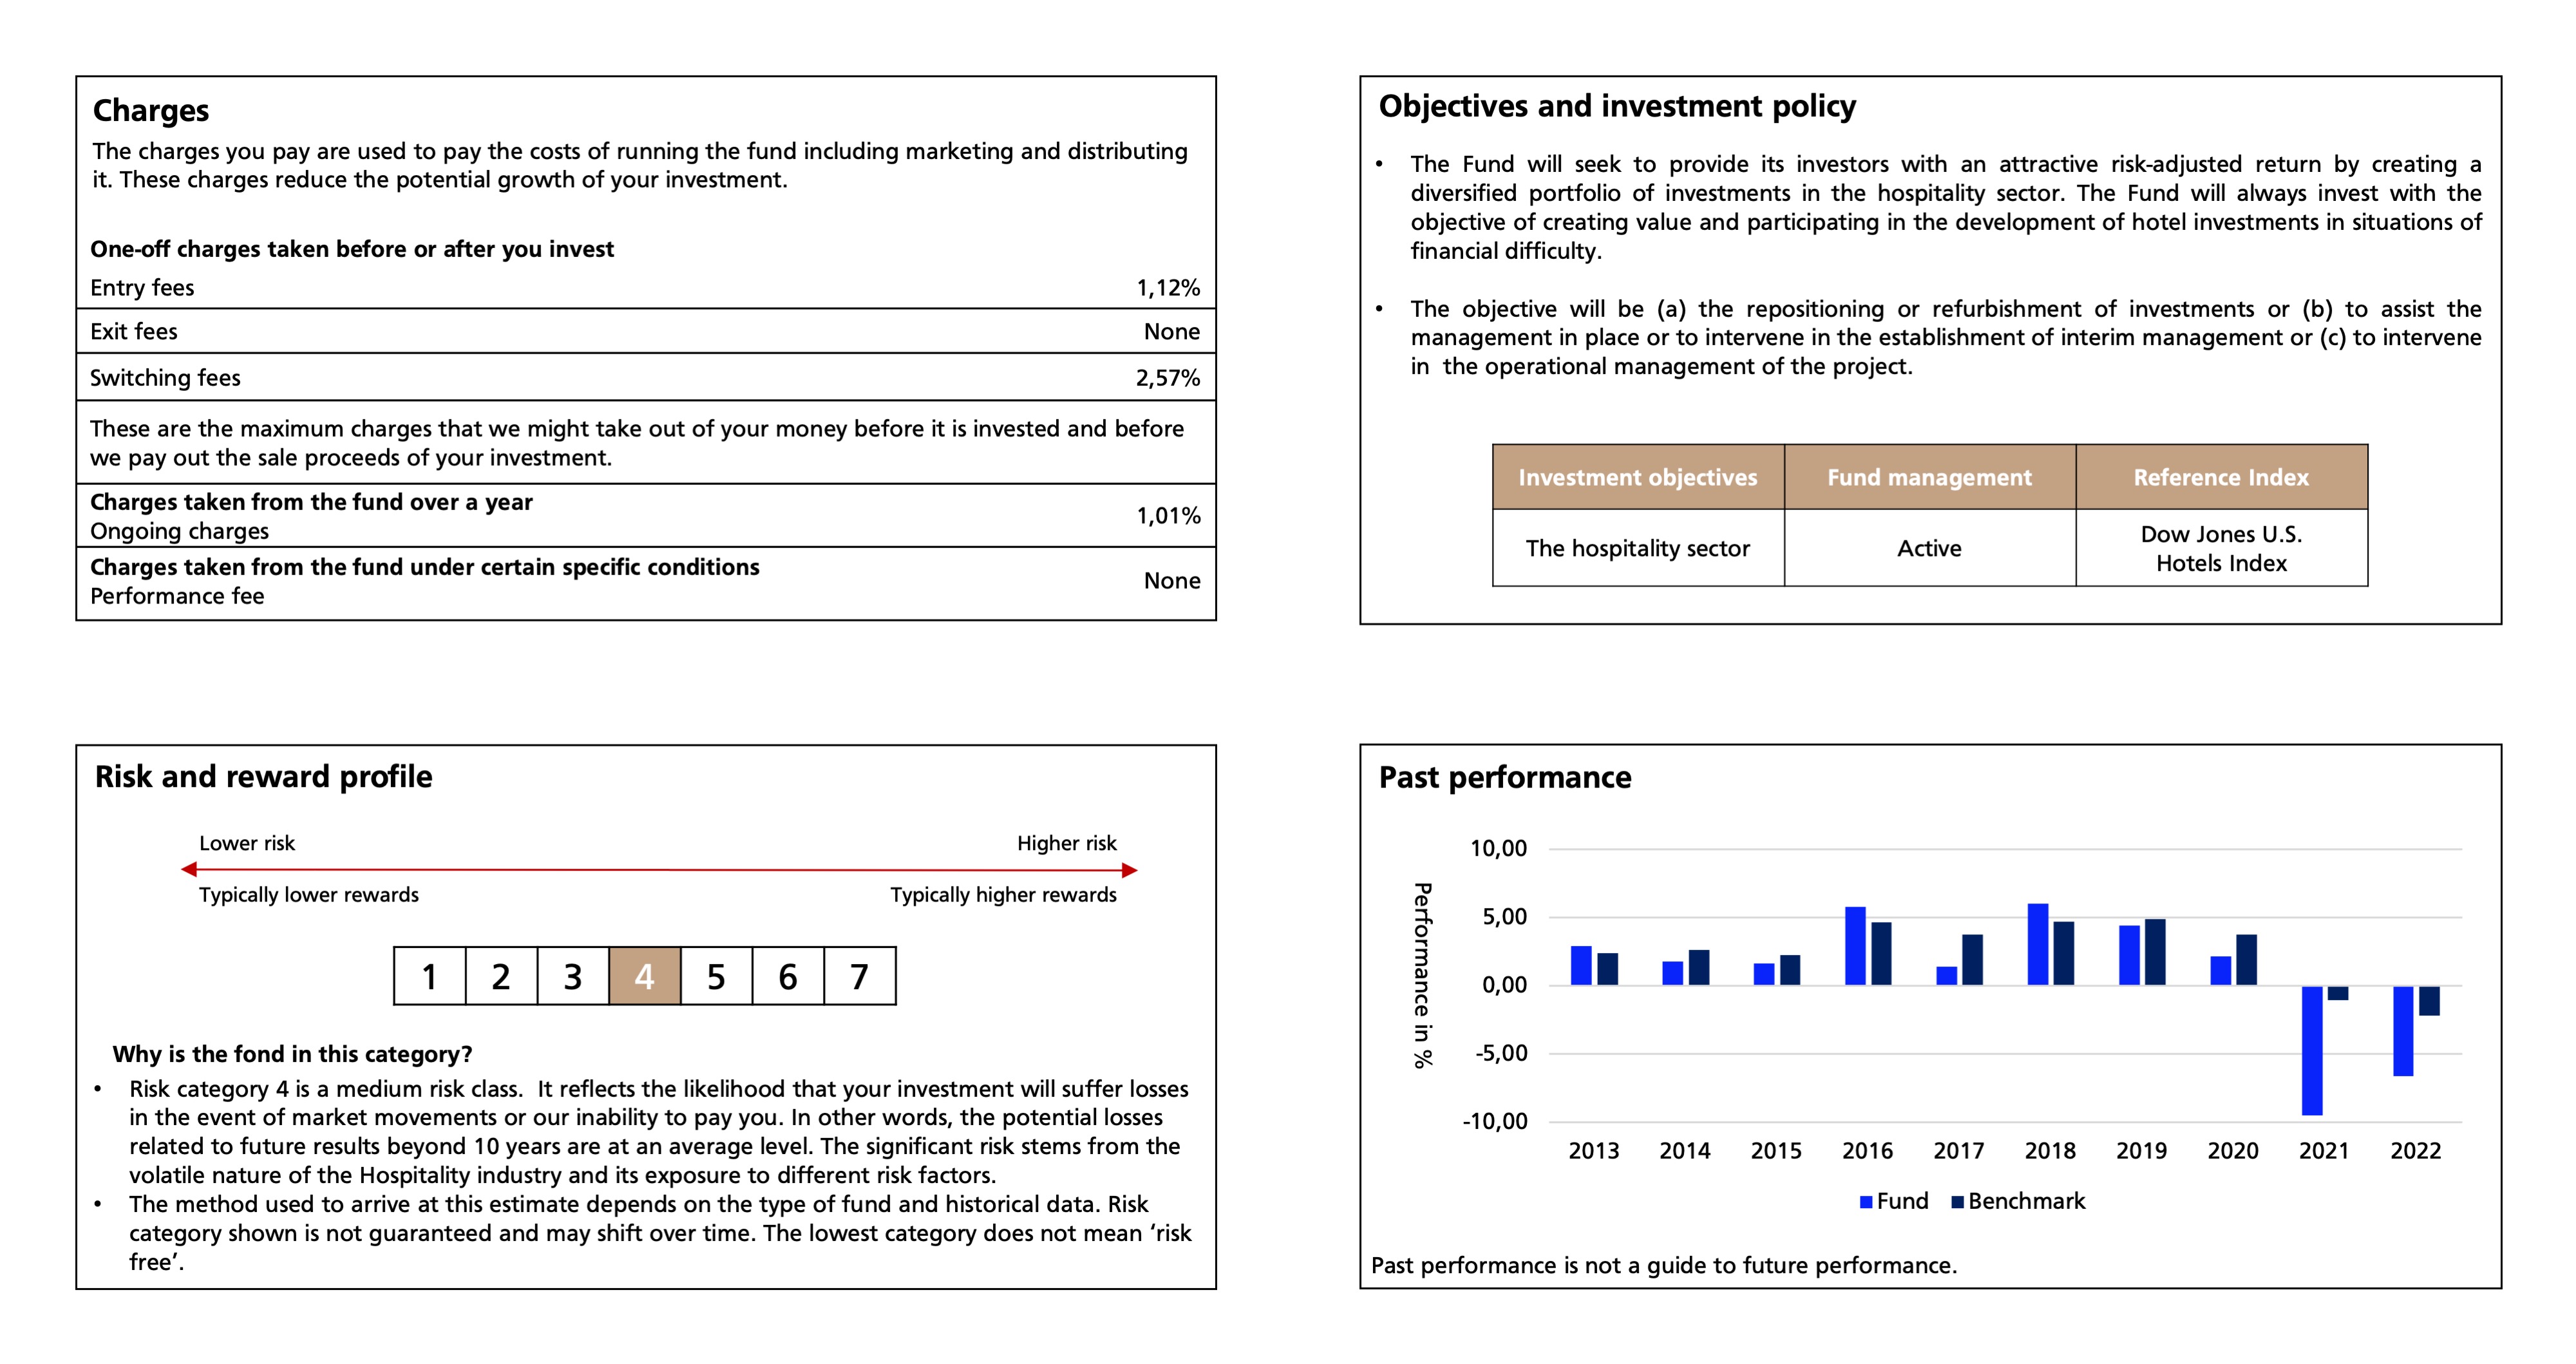 Charges
The charges you pay are used to pay the costs of running the fund including marketing and distributing
it. These charges reduce the potential growth of your investment.
One-off charges taken before or after you invest
Entry fees 1,12%
Exit fees None
Switching fees 2,57%
These are the maximum charges that we might take out of your money before it is invested and before
we pay out the sale proceeds of your investment.
Charges taken from the fund over a year
Ongoing charges 1,01%
Charges taken from the fund under certain specific conditions
Performance fee None
Objectives and investment policy
• The Fund will seek to provide its investors with an attractive risk-adjusted return by creating a
diversified portfolio of investments in the hospitality sector. The Fund will always invest with the
objective of creating value and participating in the development of hotel investments in situations of
financial difficulty.
• The objective will be (a) the repositioning or refurbishment of investments or (b) to assist the
management in place or to intervene in the establishment of interim management or (c) to intervene
in the operational management of the project.
Investment objectives Fund management Reference Index
The hospitality sector Active Dow Jones U.S.
Hotels Index
Risk and reward profile
Lower risk Higher risk
Typically lower rewards Typically higher rewards
1 2 3 4 5 6 7
Why is the fond in this category?
• Risk category 4 is a medium risk class. It reflects the likelihood that your investment will suffer losses
in the event of market movements or our inability to pay you. In other words, the potential losses
related to future results beyond 10 years are at an average level. The significant risk stems from the
volatile nature of the Hospitality industry and its exposure to different risk factors.
• The method used to arrive at this estimate depends on the type of fund and historical data. Risk
category shown is not guaranteed and may shift over time. The lowest category does not mean ‘risk
free’.
Past performance
Performance in %
10,00
5,00
0,00
-5,00
-10,00
2013 2014 2015 2016 2017 2018 2019 2020 2021 2022
Fund Benchmark
Past performance is not a guide to future performance.